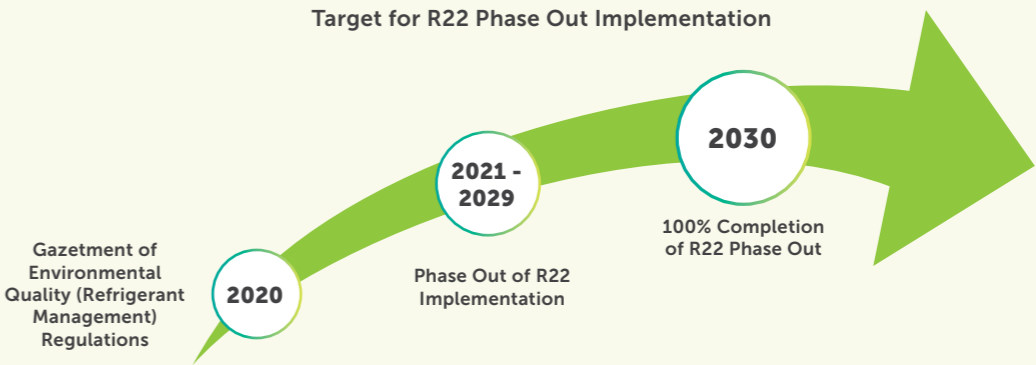 Target for R22 Phase Out Implementation
Gazetment of
Environmental
Quality (Refrigerant
Management)
Regulations
2020
2021 -
2029
Phase Out of R22
Implementation
2030
100% Completion
of R22 Phase Out